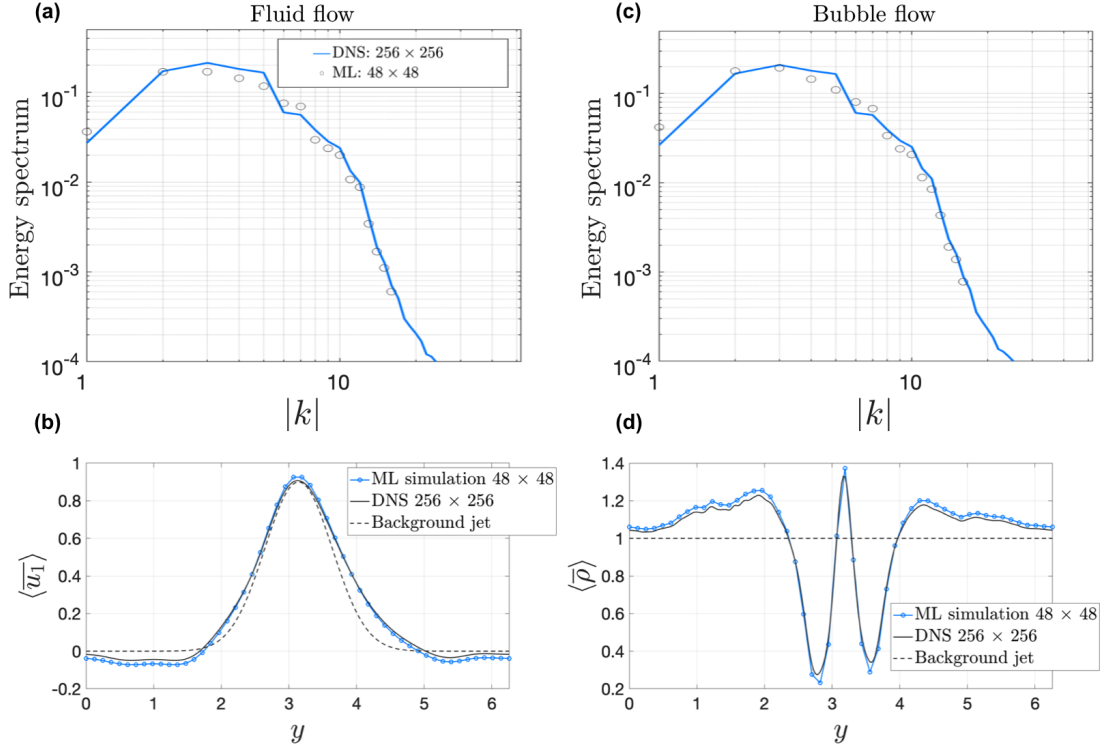 (a)
Fluid flow
DNS: 256 × 256
ML: 48 × 48
10⁻¹
10⁻²
10⁻³
10⁻⁴
Energy spectrum
1
10
|k|
(c)
Bubble flow
10⁻¹
10⁻²
10⁻³
10⁻⁴
Energy spectrum
1
10
|k|
(b)
1
0.8
0.6
0.4
0.2
0
-0.2
⟨u̅₁⟩
ML simulation 48 × 48
DNS 256 × 256
Background jet
0 1 2 3 4 5 6
y
(d)
1.4
1.2
1
0.8
0.6
0.4
0.2
⟨ρ̅⟩
ML simulation 48 × 48
DNS 256 × 256
Background jet
0 1 2 3 4 5 6
y